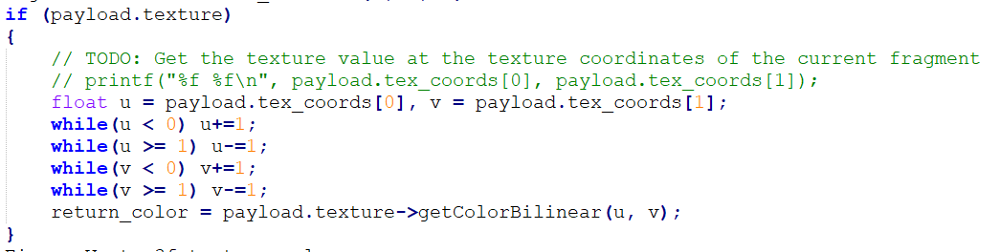 if (payload.texture)
{
// TODO: Get the texture value at the texture coordinates of the current fragment
// printf("%f %f\n", payload.tex_coords[0], payload.tex_coords[1]);
float u = payload.tex_coords[0], v = payload.tex_coords[1];
while(u < 0) u+=1;
while(u >= 1) u-=1;
while(v < 0) v+=1;
while(v >= 1) v-=1;
return_color = payload.texture->getColorBilinear(u, v);
}